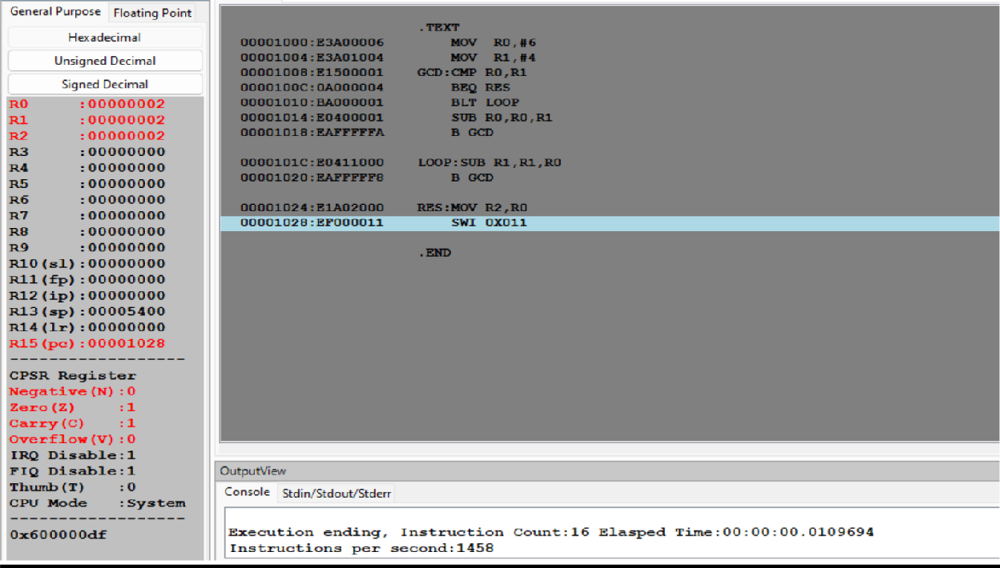 General Purpose Floating Point
Hexadecimal
Unsigned Decimal
Signed Decimal
R0 :00000002
R1 :00000002
R2 :00000002
R3 :00000000
R4 :00000000
R5 :00000000
R6 :00000000
R7 :00000000
R8 :00000000
R9 :00000000
R10(sl):00000000
R11(fp):00000000
R12(ip):00000000
R13(sp):00005400
R14(lr):00000000
R15(pc):00001028
-------------------
CPSR Register
Negative(N):0
Zero(Z) :1
Carry(C) :1
Overflow(V):0
IRQ Disable:1
FIQ Disable:1
Thumb(T) :0
CPU Mode :System
-------------------
0x600000df
.TEXT
00001000:E3A00006 MOV R0,#6
00001004:E3A01004 MOV R1,#4
00001008:E1500001 GCD:CMP R0,R1
0000100C:0A000004 BEQ RES
00001010:BA000001 BLT LOOP
00001014:E0400001 SUB R0,R0,R1
00001018:EAFFFFFA B GCD
0000101C:E0411000 LOOP:SUB R1,R1,R0
00001020:EAFFFFF8 B GCD
00001024:E1A02000 RES:MOV R2,R0
00001028:EF000011 SWI 0X011
.END
OutputView
Console Stdin/Stdout/Stderr
Execution ending, Instruction Count:16 Elasped Time:00:00:00.0109694
Instructions per second:1458